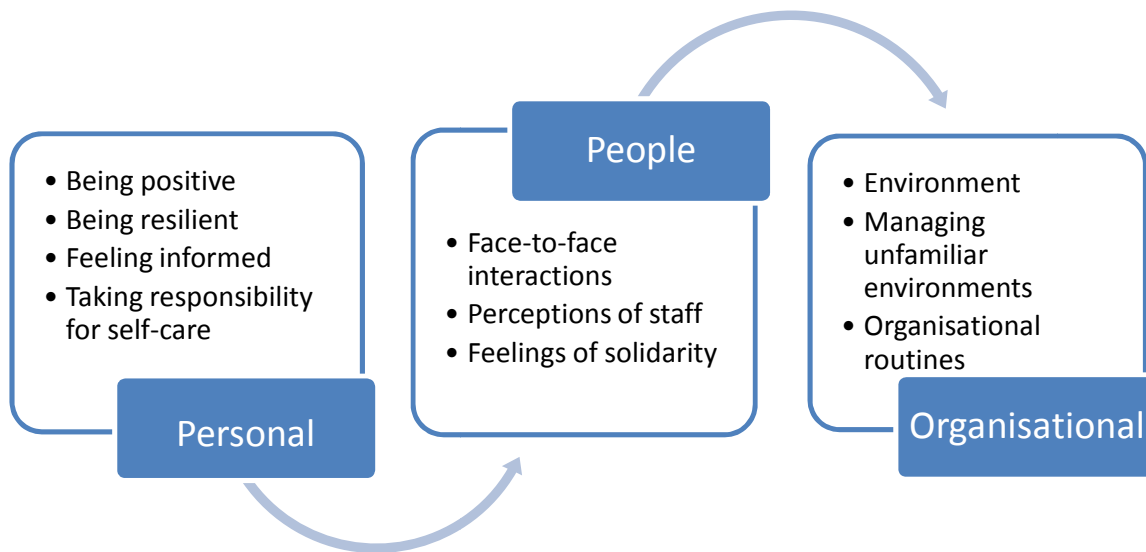 • Being positive
• Being resilient
• Feeling informed
• Taking responsibility
for self-care
Personal
People
• Face-to-face
interactions
• Perceptions of staff
• Feelings of solidarity
• Environment
• Managing
unfamiliar
environments
• Organisational
routines
Organisational